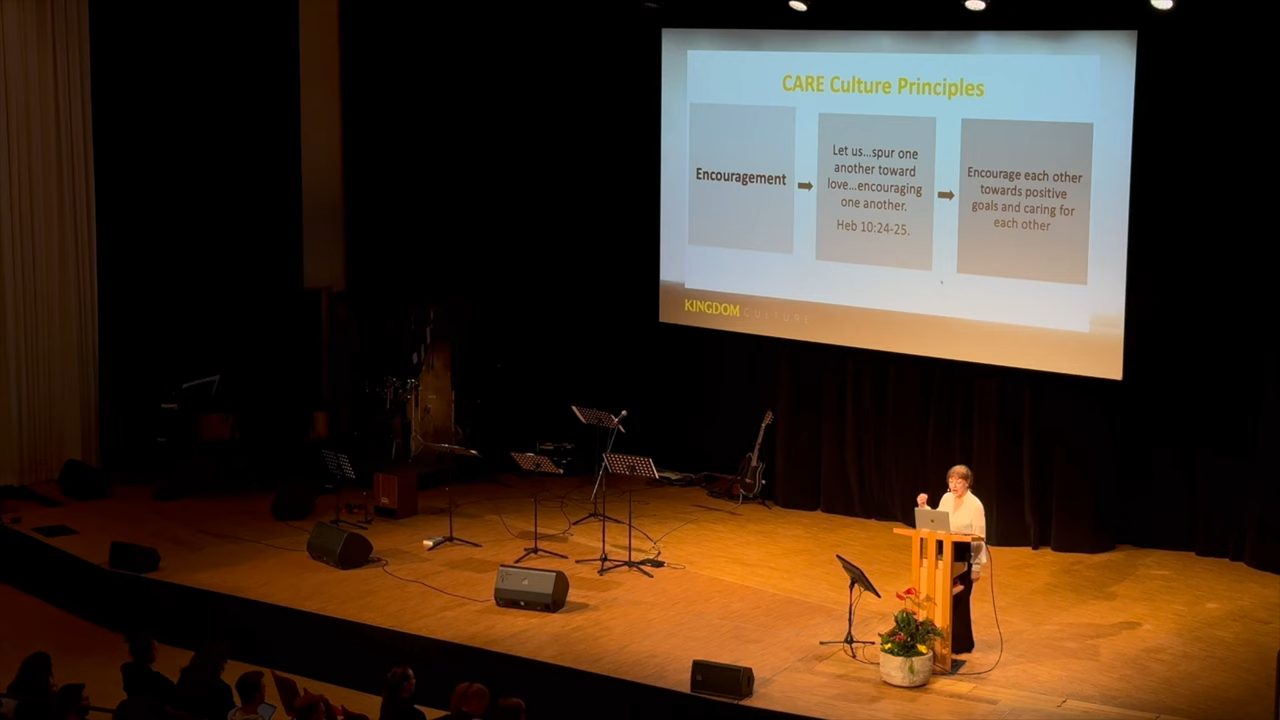 CARE Culture Principles
Encouragement
Let us...spur one
another toward
love...encouraging
one another.
Heb 10:24-25.
Encourage each other
towards positive
goals and caring for
each other
KINGDOM CULTURE